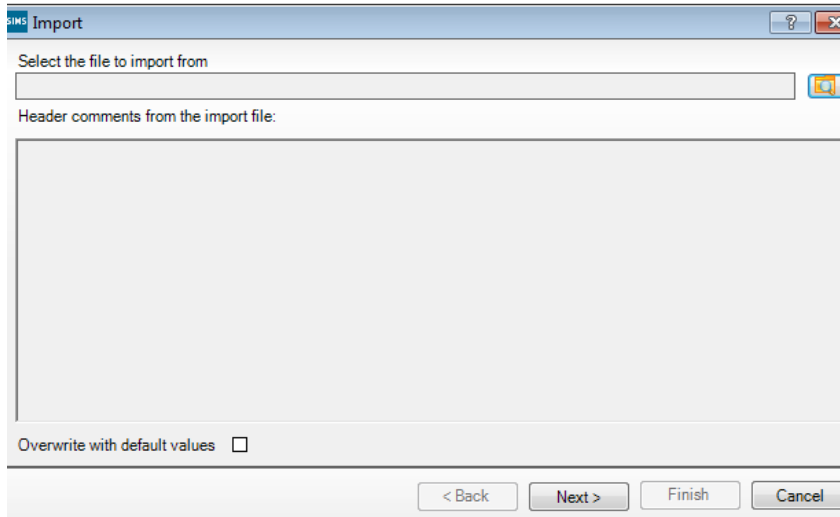 SIMS Import ?
Select the file to import from
Header comments from the import file:
Overwrite with default values
< Back Next > Finish Cancel